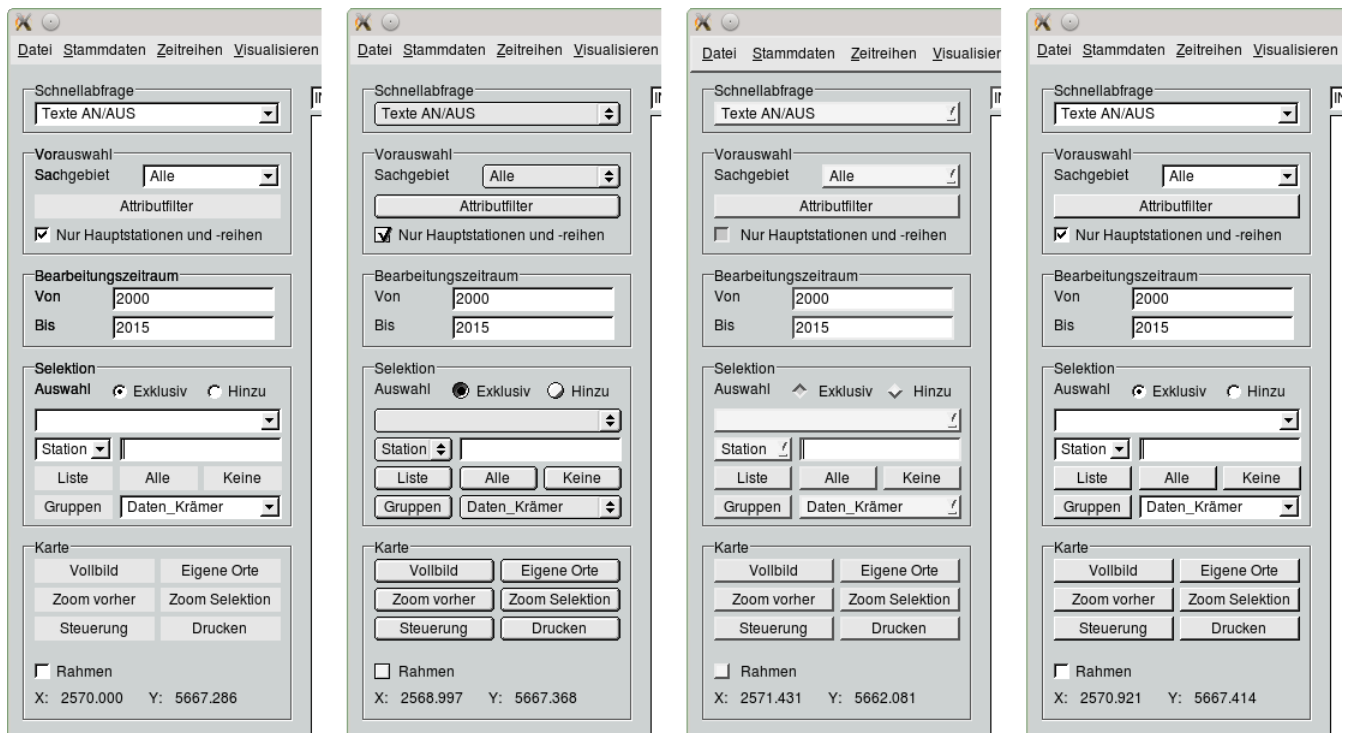 Datei Stammdaten Zeitreihen Visualisieren
Schnellabfrage
Texte AN/AUS
Vorauswahl
Sachgebiet Alle
Attributfilter
Nur Hauptstationen und -reihen
Bearbeitungszeitraum
Von 2000
Bis 2015
Selektion
Auswahl Exklusiv Hinzu
Station
Liste Alle Keine
Gruppen Daten_Krämer
Karte
Vollbild Eigene Orte
Zoom vorher Zoom Selektion
Steuerung Drucken
Rahmen
X: 2570.000 Y: 5667.286
Datei Stammdaten Zeitreihen Visualisieren
Schnellabfrage
Texte AN/AUS
Vorauswahl
Sachgebiet Alle
Attributfilter
Nur Hauptstationen und -reihen
Bearbeitungszeitraum
Von 2000
Bis 2015
Selektion
Auswahl Exklusiv Hinzu
Station
Liste Alle Keine
Gruppen Daten_Krämer
Karte
Vollbild Eigene Orte
Zoom vorher Zoom Selektion
Steuerung Drucken
Rahmen
X: 2568.997 Y: 5667.368
Datei Stammdaten Zeitreihen Visualisier
Schnellabfrage
Texte AN/AUS
Vorauswahl
Sachgebiet Alle
Attributfilter
Nur Hauptstationen und -reihen
Bearbeitungszeitraum
Von 2000
Bis 2015
Selektion
Auswahl Exklusiv Hinzu
Station
Liste Alle Keine
Gruppen Daten_Krämer
Karte
Vollbild Eigene Orte
Zoom vorher Zoom Selektion
Steuerung Drucken
Rahmen
X: 2571.431 Y: 5662.081
Datei Stammdaten Zeitreihen Visualisieren
Schnellabfrage
Texte AN/AUS
Vorauswahl
Sachgebiet Alle
Attributfilter
Nur Hauptstationen und -reihen
Bearbeitungszeitraum
Von 2000
Bis 2015
Selektion
Auswahl Exklusiv Hinzu
Station
Liste Alle Keine
Gruppen Daten_Krämer
Karte
Vollbild Eigene Orte
Zoom vorher Zoom Selektion
Steuerung Drucken
Rahmen
X: 2570.921 Y: 5667.414